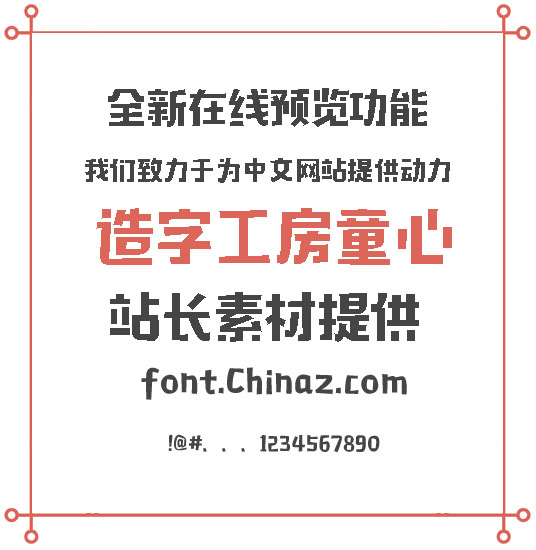 全新在线预览功能
我们致力于为中文网站提供动力
造字工房童心
站长素材提供
font.Chinaz.com
!@#、、、1234567890